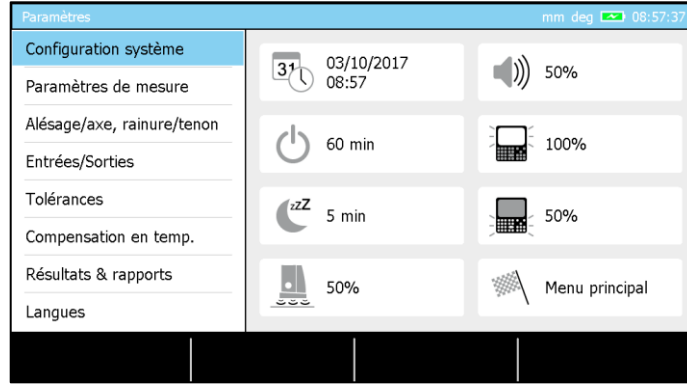 Paramètres
mm deg 08:57:37
Configuration système
Paramètres de mesure
Alésage/axe, rainure/tenon
Entrées/Sorties
Tolérances
Compensation en temp.
Résultats & rapports
Langues
31
03/10/2017
08:57
50%
60 min
100%
zzZ
5 min
50%
50%
Menu principal